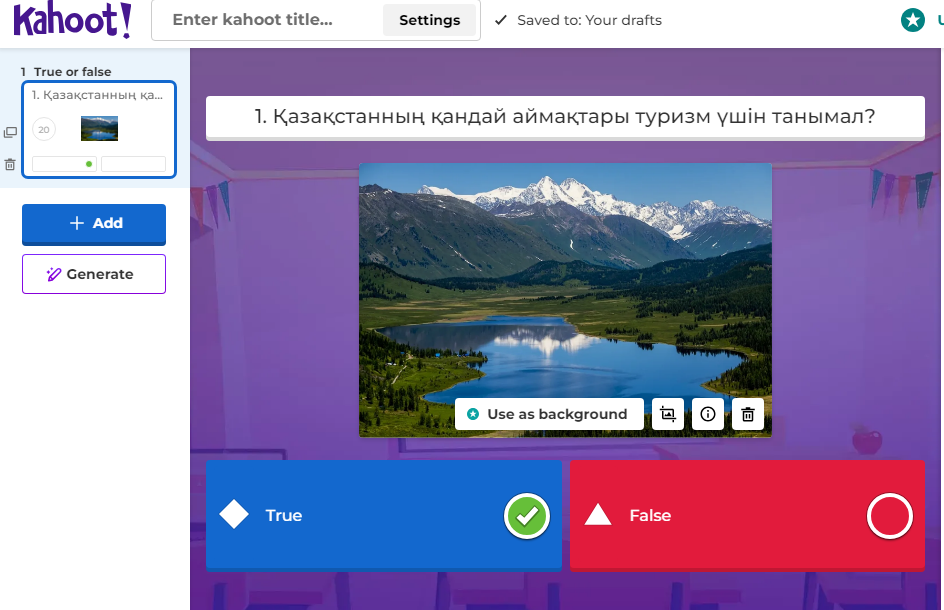 Kahoot!
Enter kahoot title...
Settings
Saved to: Your drafts
1 True or false
1. Қазақстанның қа...
20
Add
Generate
1. Қазақстанның қандай аймақтары туризм үшін танымал?
Use as background
True
False